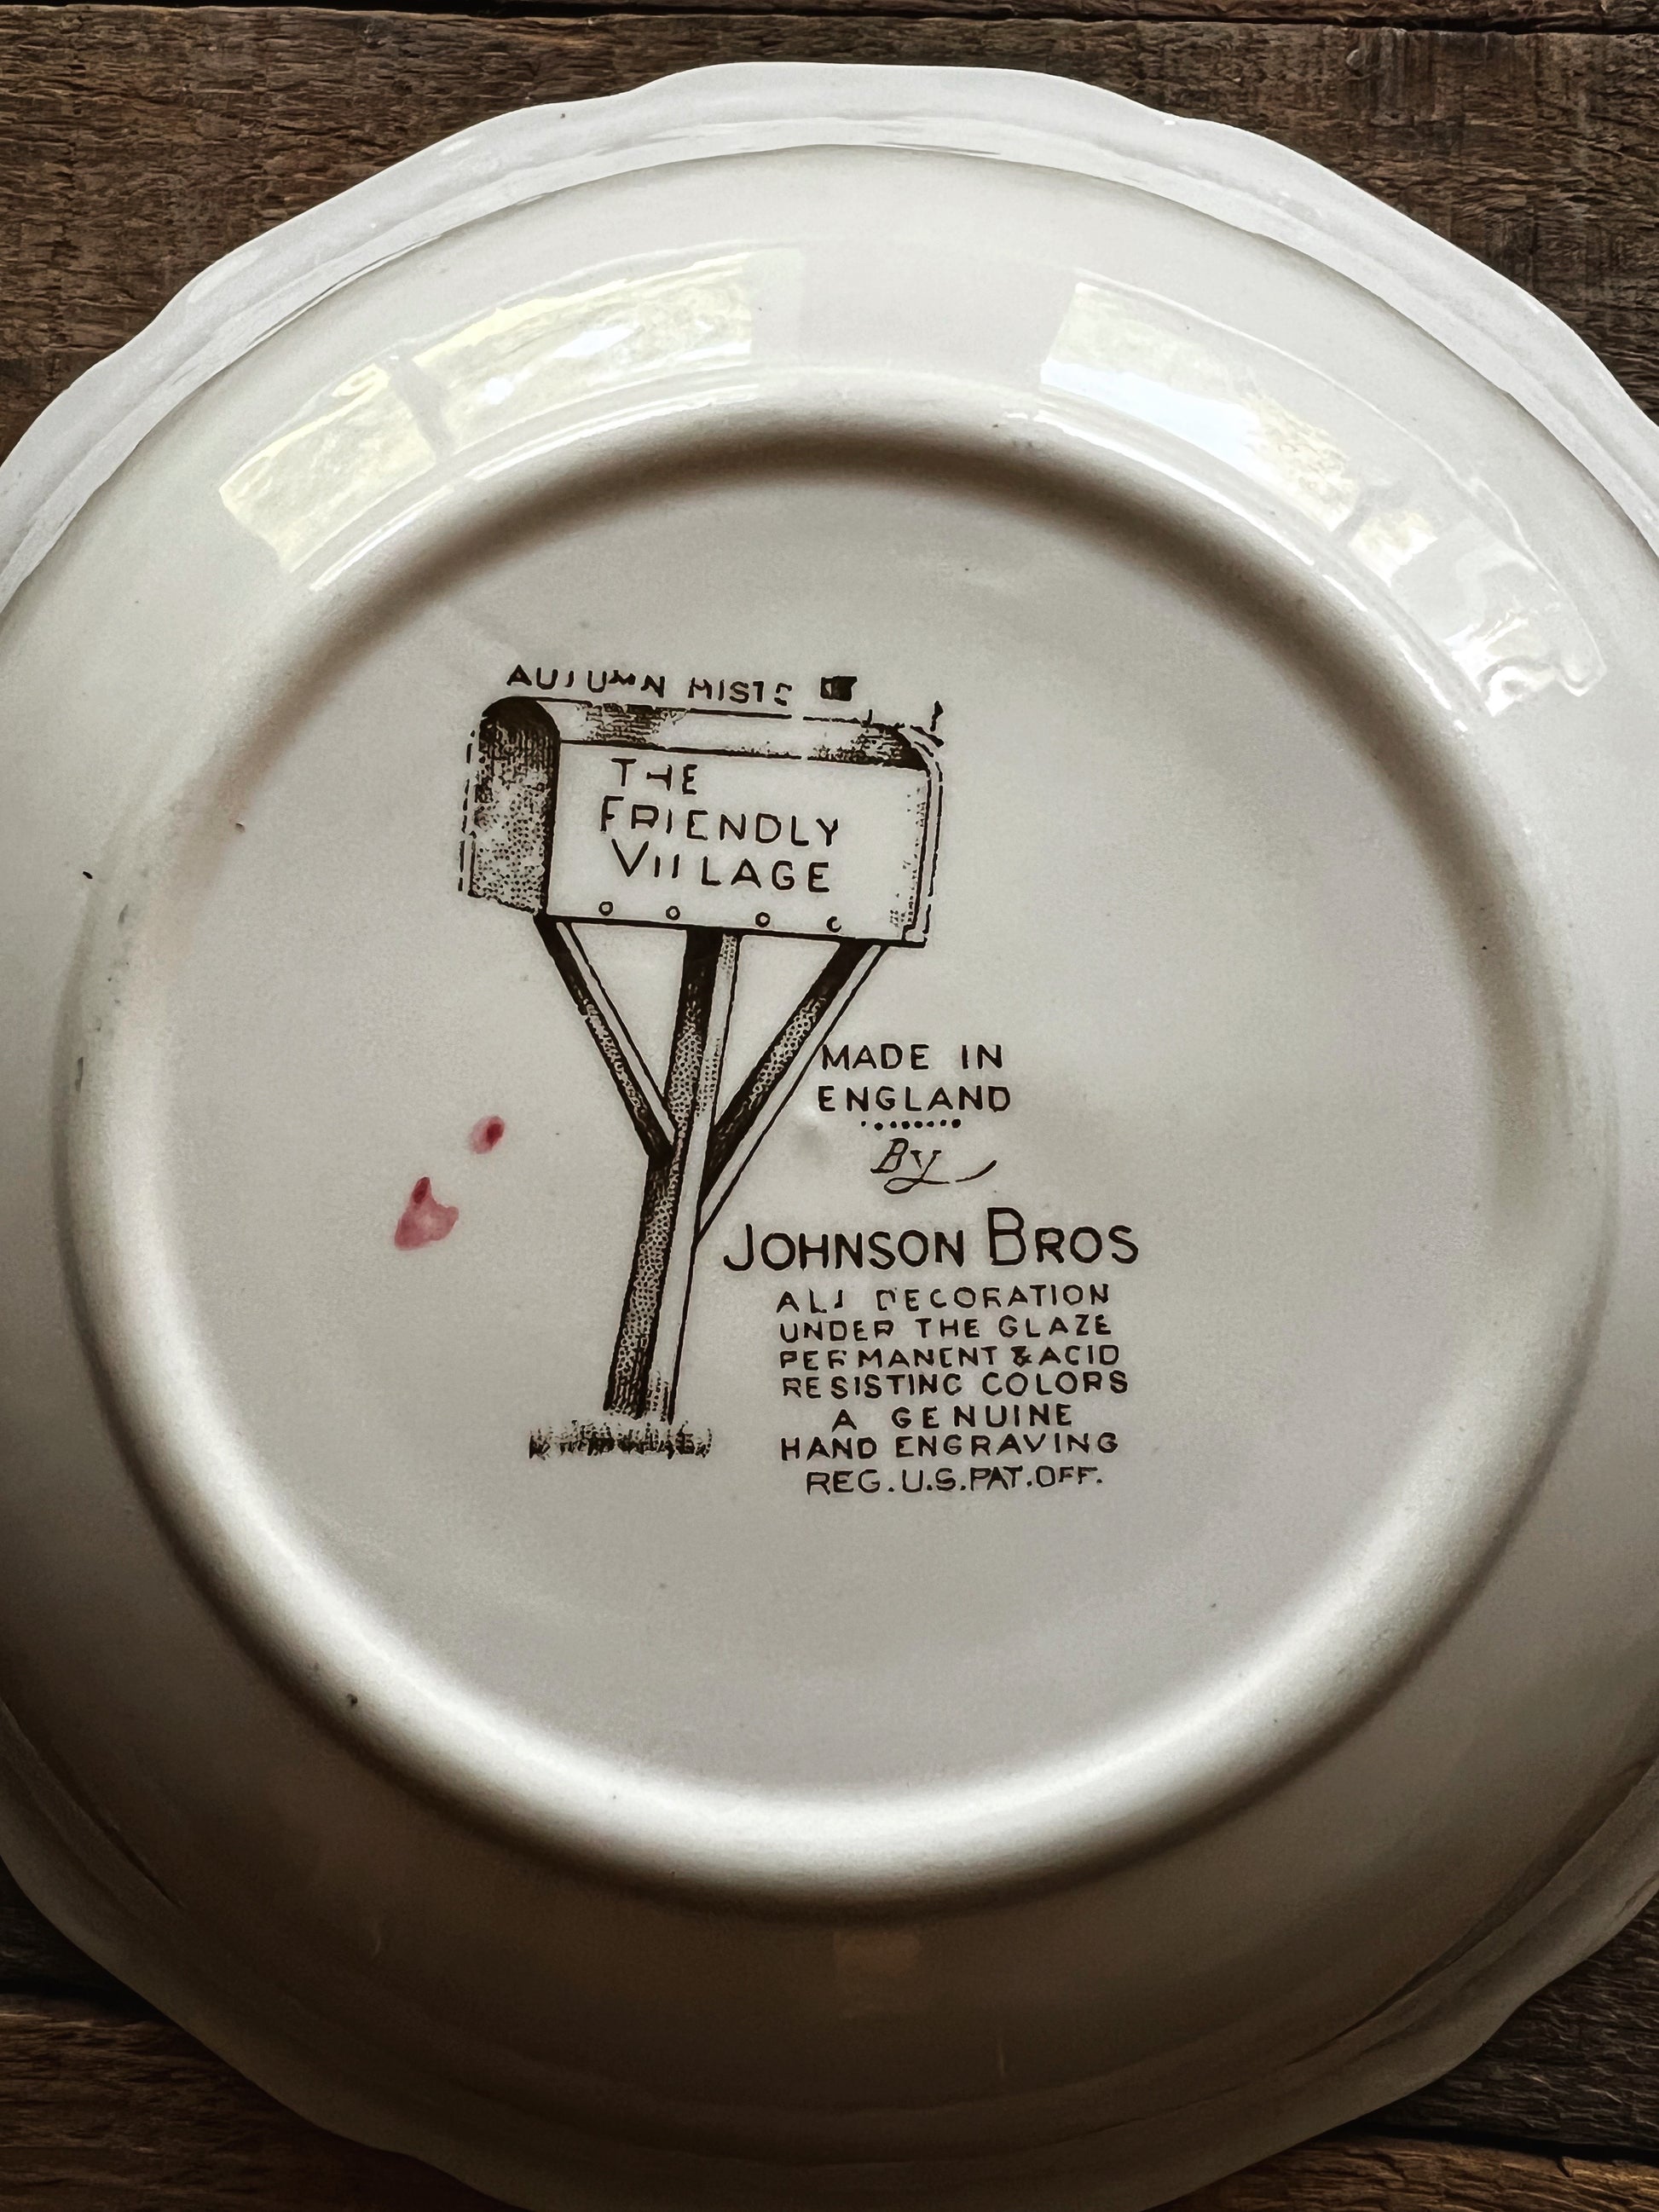 AUTUMN MISTS
THE
FRIENDLY
VILLAGE
MADE IN
ENGLAND
By
JOHNSON BROS
ALL DECORATION
UNDER THE GLAZE
PERMANENT & ACID
RESISTING COLORS
A GENUINE
HAND ENGRAVING
REG. U.S. PAT. OFF.